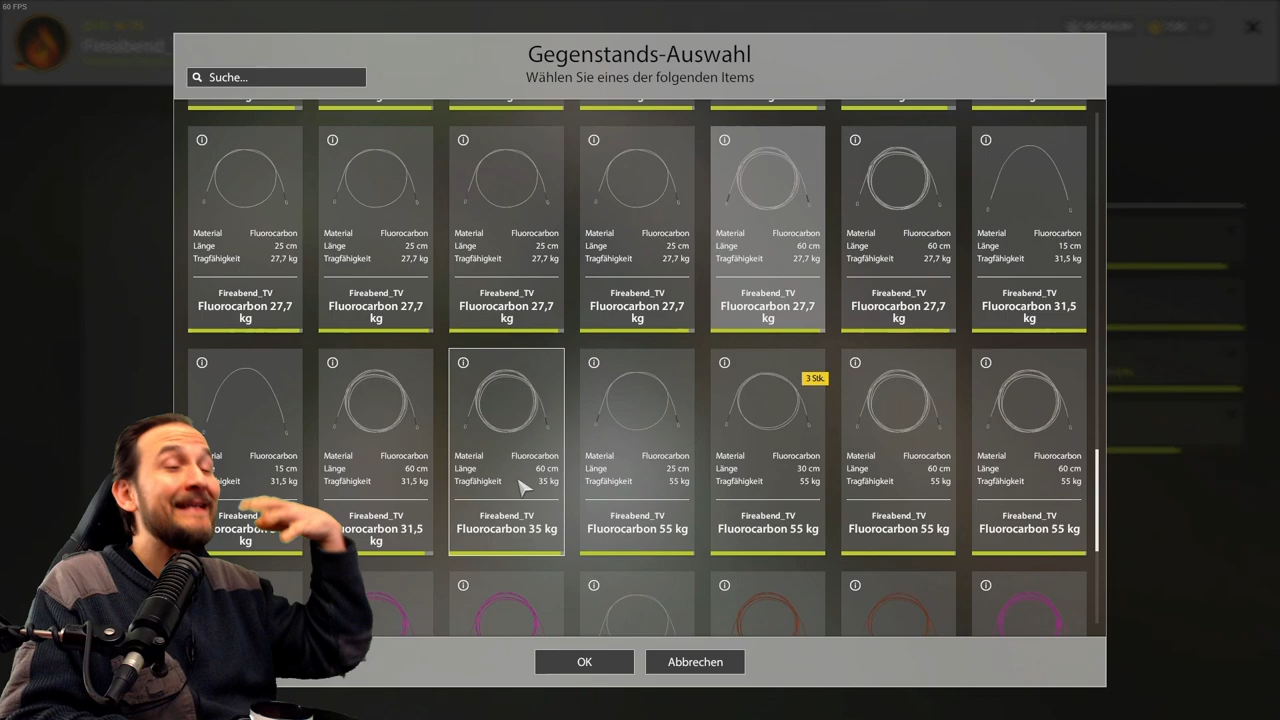 60 FPS
Gegenstands-Auswahl
Suche...
Wählen Sie eines der folgenden Items
Material Fluorocarbon
Länge 25 cm
Tragfähigkeit 27,7 kg
Fireabend_TV
Fluorocarbon 27,7
kg
Material Fluorocarbon
Länge 25 cm
Tragfähigkeit 27,7 kg
Fireabend_TV
Fluorocarbon 27,7
kg
Material Fluorocarbon
Länge 25 cm
Tragfähigkeit 27,7 kg
Fireabend_TV
Fluorocarbon 27,7
kg
Material Fluorocarbon
Länge 25 cm
Tragfähigkeit 27,7 kg
Fireabend_TV
Fluorocarbon 27,7
kg
Material Fluorocarbon
Länge 60 cm
Tragfähigkeit 27,7 kg
Fireabend_TV
Fluorocarbon 27,7
kg
Material Fluorocarbon
Länge 60 cm
Tragfähigkeit 27,7 kg
Fireabend_TV
Fluorocarbon 27,7
kg
Material Fluorocarbon
Länge 15 cm
Tragfähigkeit 31,5 kg
Fireabend_TV
Fluorocarbon 31,5
kg
Fluorocarbon
15 cm
31,5 kg
kg
Material Fluorocarbon
Länge 60 cm
Tragfähigkeit 31,5 kg
Fireabend_TV
31,5
kg
Material Fluorocarbon
Länge 60 cm
Tragfähigkeit 35 kg
Fireabend_TV
Fluorocarbon 35 kg
Material Fluorocarbon
Länge 25 cm
Tragfähigkeit 55 kg
Fireabend_TV
Fluorocarbon 55 kg
3 Stk.
Material Fluorocarbon
Länge 30 cm
Tragfähigkeit 55 kg
Fireabend_TV
Fluorocarbon 55 kg
Material Fluorocarbon
Länge 60 cm
Tragfähigkeit 55 kg
Fireabend_TV
Fluorocarbon 55 kg
Material Fluorocarbon
Länge 60 cm
Tragfähigkeit 55 kg
Fireabend_TV
Fluorocarbon 55 kg
OK
Abbrechen